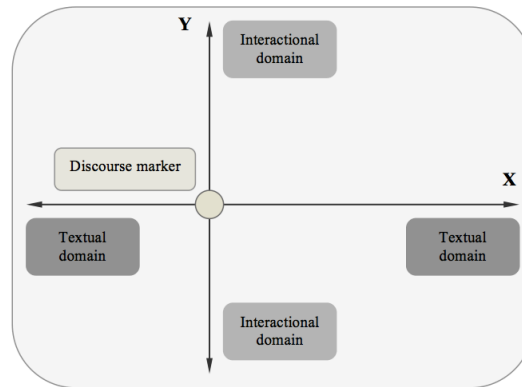 Y
Interactional
domain
Discourse marker
X
Textual
domain
Textual
domain
Interactional
domain